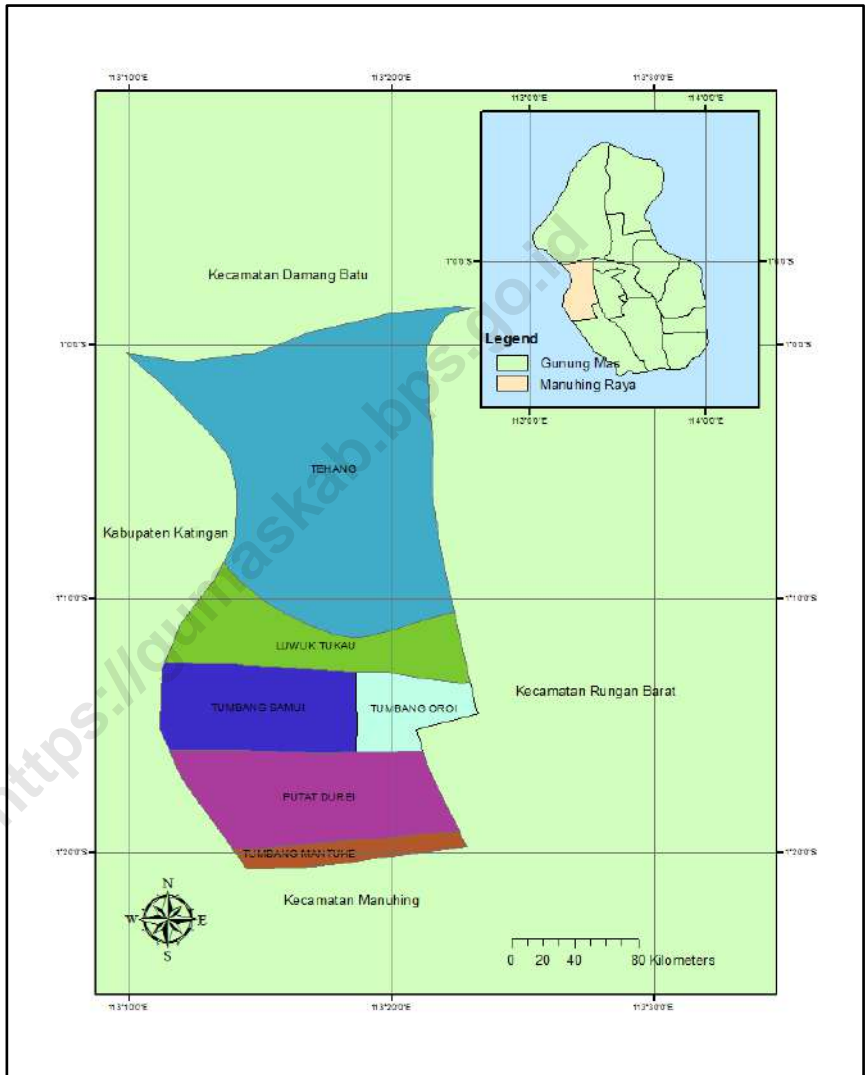 113°10'0"E 113°20'0"E 113°30'0"E
113°0'0"E 114°0'0"E
1°0'0"S 1°0'0"S
Legend
Gunung Mas
Manuhing Raya
113°0'0"E 114°0'0"E
Kecamatan Damang Batu
1°0'0"S 1°0'0"S
TEHANG
Kabupaten Katingan
1°10'0"S 1°10'0"S
LUWUK TUKAU
TUMBANG SAMUI TUMBANG OROI
Kecamatan Rungan Barat
PUTAT DUREI
1°20'0"S 1°20'0"S
TUMBANG MANTUHE
Kecamatan Manuhing
N
W E
S
0 20 40 80 Kilometers
113°10'0"E 113°20'0"E 113°30'0"E
https://gumaskab.bps.go.id